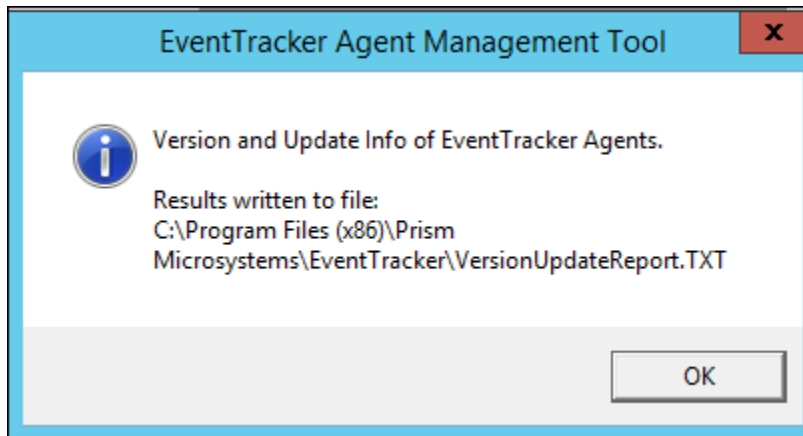 EventTracker Agent Management Tool
x
Version and Update Info of EventTracker Agents.
Results written to file:
C:\Program Files (x86)\Prism
Microsystems\EventTracker\VersionUpdateReport.TXT
OK